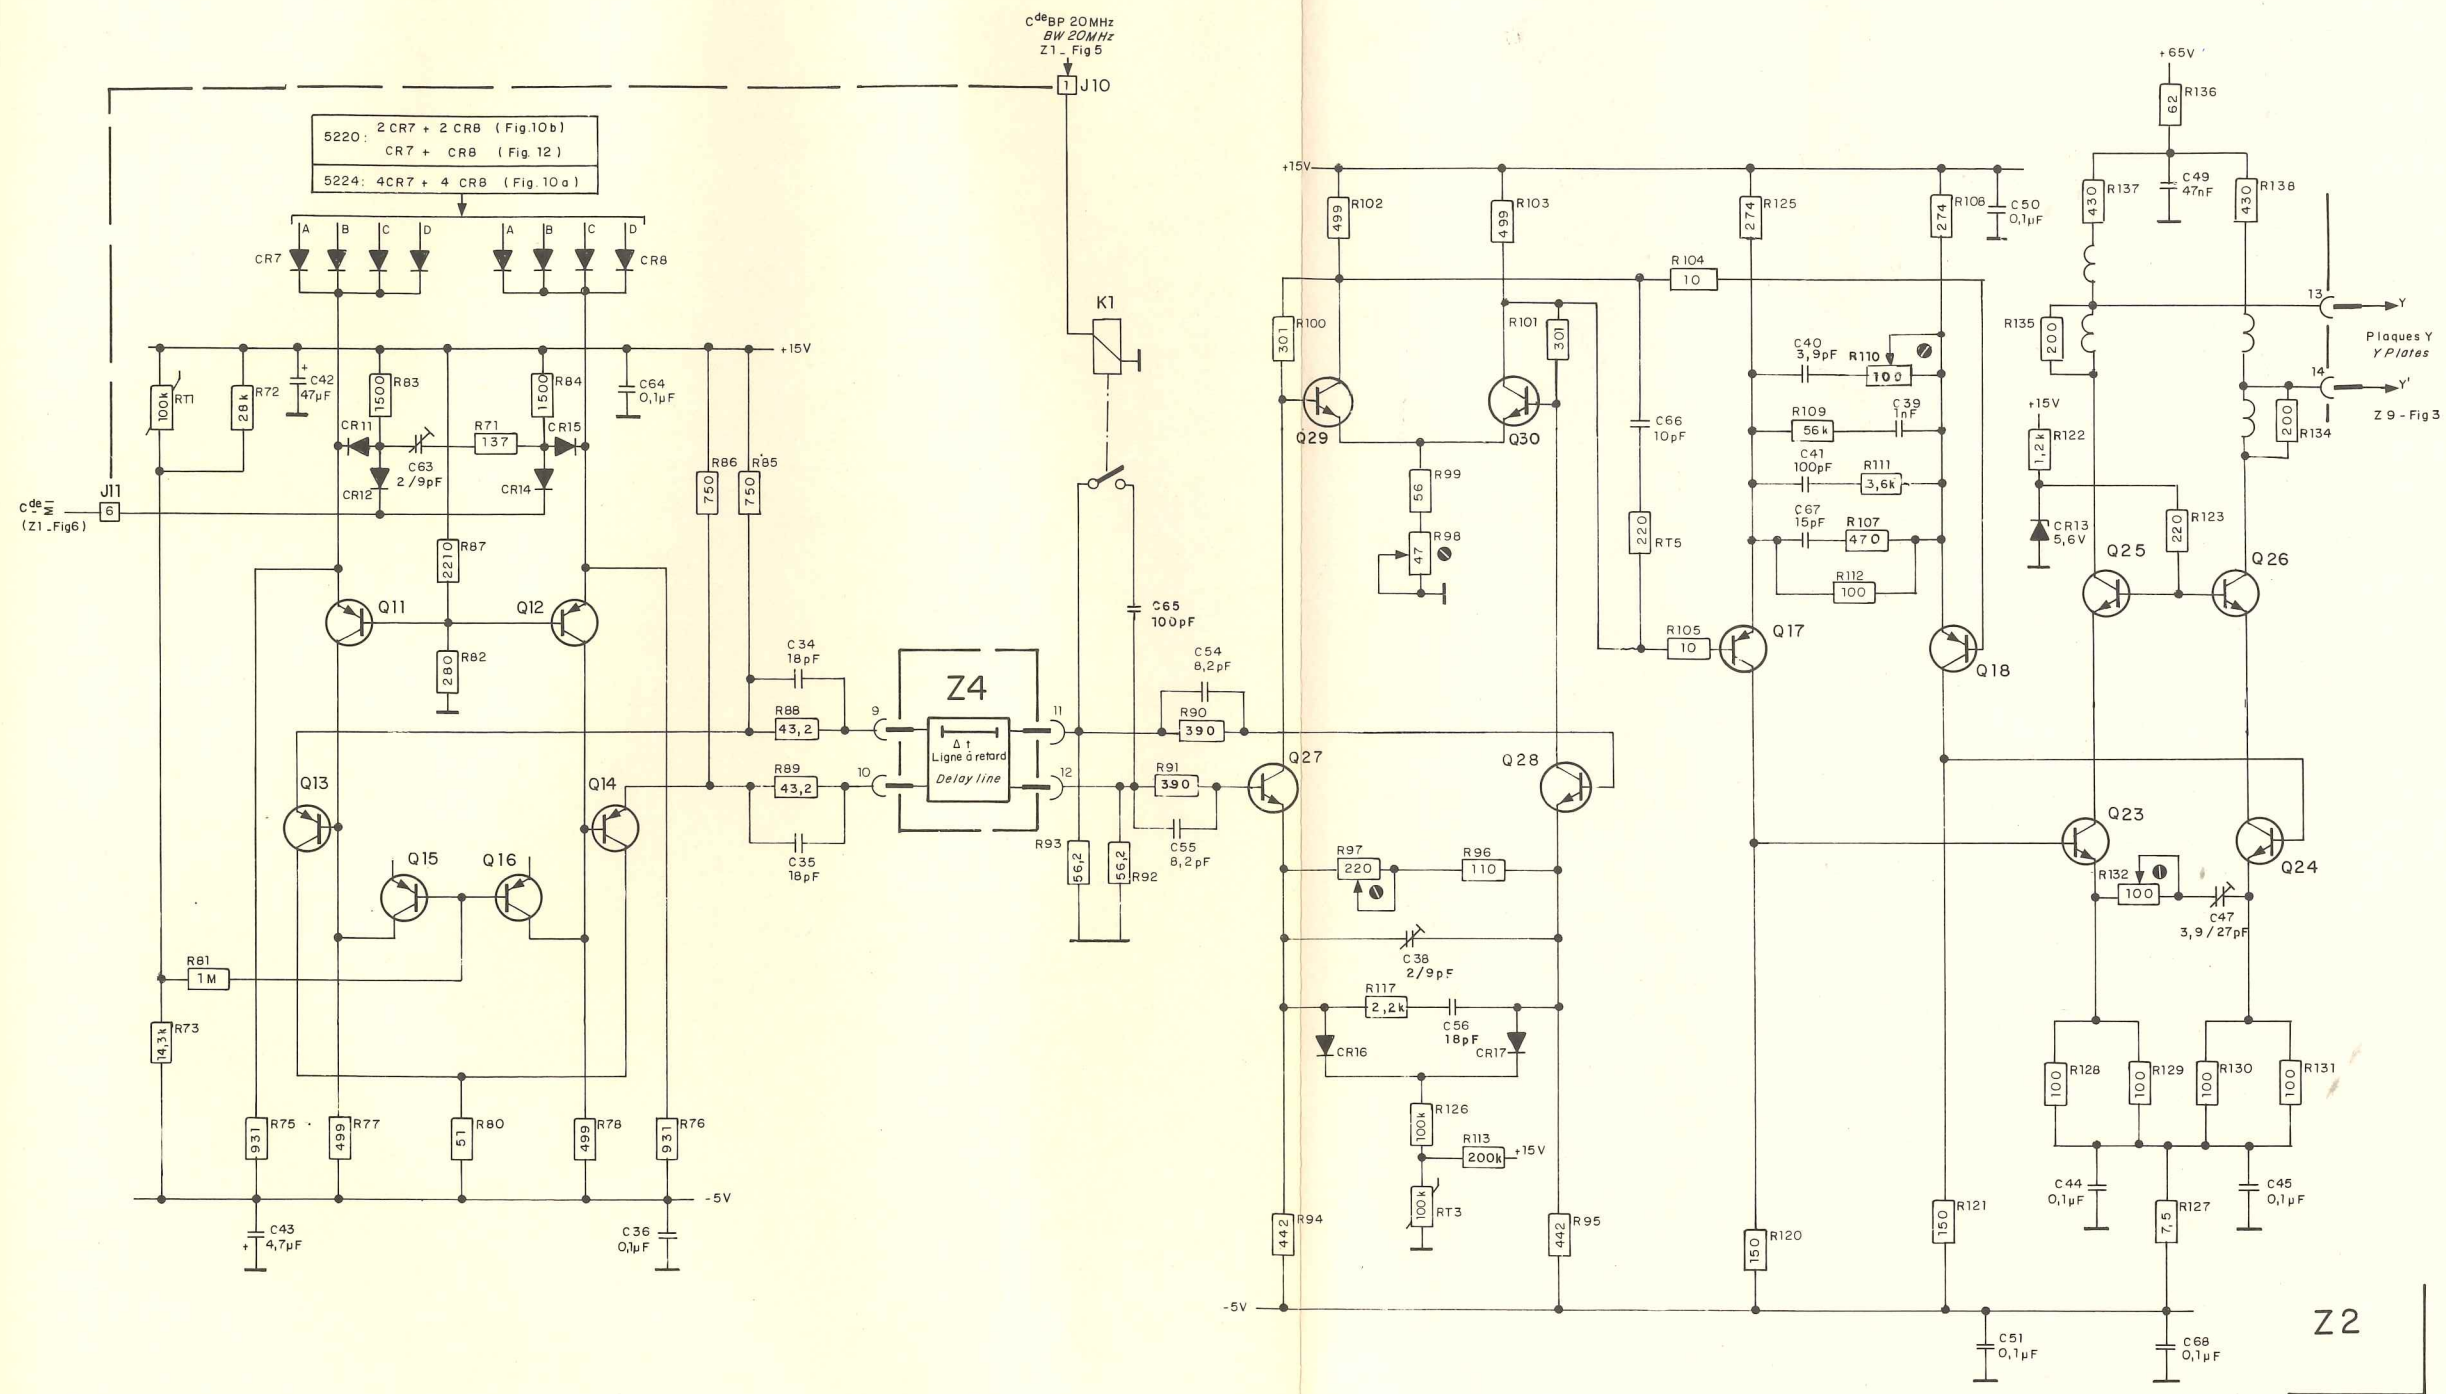 CdeBP 20MHz
BW 20MHz
Z1_ Fig5
1 J10
5220: 2 CR7 + 2 CR8 (Fig.10b)
CR7 + CR8 (Fig. 12)
5224: 4CR7 + 4 CR8 (Fig.10a)
A B C D A B C D
CR7 CR8
+15V
RT1 100k
R72 28k
C42 47µF
+
R83 1500
R84 1500
C64 0,1µF
CR11
C63
2/9pF
R71
137
CR15
CR12
CR14
J11
6
Cde
(Z1_Fig6)
R86 750
R85 750
R87 2210
Q11
Q12
R82 280
C34
18pF
R88
43,2
R89
43,2
C35
18pF
Q13
Q14
Q15
Q16
R81
1M
R73 14,3k
R75 931
R77 499
R80 51
R78 499
R76 931
-5V
C43
4,7µF
+
C36
0,1µF
K1
C65
100pF
Z4
Δ t
Ligne à retard
Delay line
9
10
11
12
C54
8,2pF
R90
390
R91
390
C55
8,2pF
R93 56,2
R92 56,2
+15V
R102 499
R103 499
R100 301
R101 301
Q29
Q30
R99 56
R98 47
R104
10
C66
10pF
RT5 220
R105
10
Q27
Q28
R97
220
R96
110
C38
2/9pF
R117
2,2k
C56
18pF
CR16
CR17
R126 100k
R113
200k +15V
RT3 100k
R94 442
R95 442
-5V
R125 274
R108 274
C50
0,1µF
C40
3,9pF
R110
100
R109
56k
C39
1nF
C41
100pF
R111
3,6k
C67
15pF
R107
470
R112
100
Q17
Q18
R120 150
R121 150
+65V
R136 62
R137 430
C49
47nF
R138 430
R135 200
13
Y
Plaques Y
Y Plates
14
Y'
Z 9 - Fig 3
R134 200
+15V
R122 1,2k
CR13
5,6V
R123 220
Q25
Q26
Q23
Q24
R132
100
C47
3,9/27pF
R128 100
R129 100
R130 100
R131 100
C44
0,1µF
R127 7,5
C45
0,1µF
C51
0,1µF
C68
0,1µF
Z2